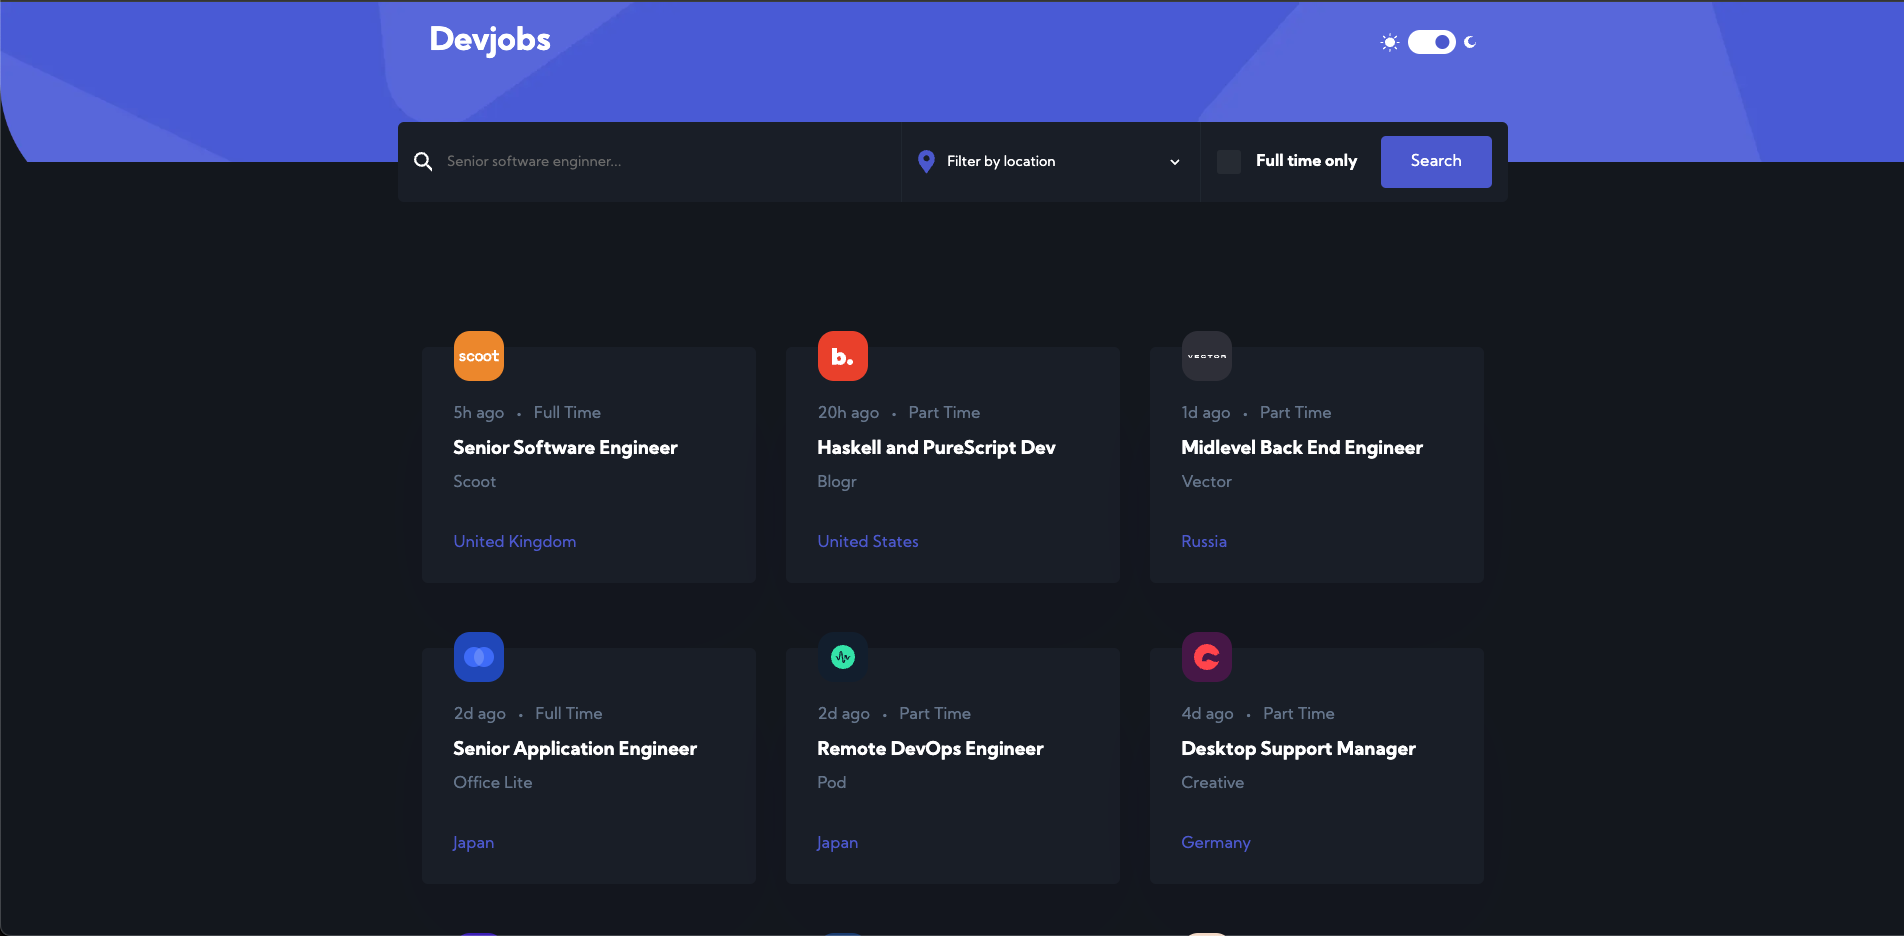 Devjobs
Senior software enginner...
Filter by location
Full time only
Search
scoot
b.
VECTOR
5h ago • Full Time
20h ago • Part Time
1d ago • Part Time
Senior Software Engineer
Haskell and PureScript Dev
Midlevel Back End Engineer
Scoot
Blogr
Vector
United Kingdom
United States
Russia
2d ago • Full Time
2d ago • Part Time
4d ago • Part Time
Senior Application Engineer
Remote DevOps Engineer
Desktop Support Manager
Office Lite
Pod
Creative
Japan
Japan
Germany